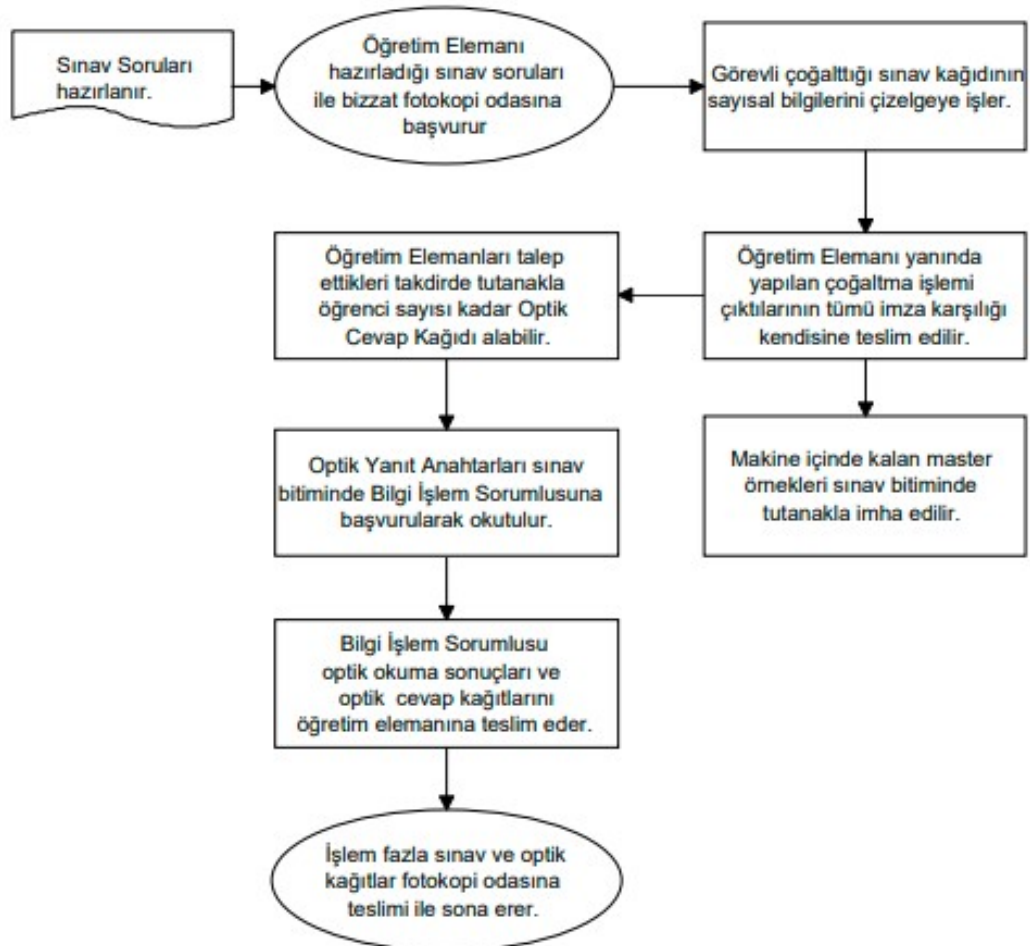 Sınav Soruları
hazırlanır.
Öğretim Elemanı
hazırladığı sınav soruları
ile bizzat fotokopi odasına
başvurur
Görevli çoğalttığı sınav kağıdının
sayısal bilgilerini çizelgeye işler.
Öğretim Elemanı yanında
yapılan çoğaltma işlemi
çıktılarının tümü imza karşılığı
kendisine teslim edilir.
Öğretim Elemanları talep
ettikleri takdirde tutanakla
öğrenci sayısı kadar Optik
Cevap Kağıdı alabilir.
Makine içinde kalan master
örnekleri sınav bitiminde
tutanakla imha edilir.
Optik Yanıt Anahtarları sınav
bitiminde Bilgi İşlem Sorumlusuna
başvurularak okutulur.
Bilgi İşlem Sorumlusu
optik okuma sonuçları ve
optik cevap kağıtlarını
öğretim elemanına teslim eder.
İşlem fazla sınav ve optik
kağıtlar fotokopi odasına
teslimi ile sona erer.